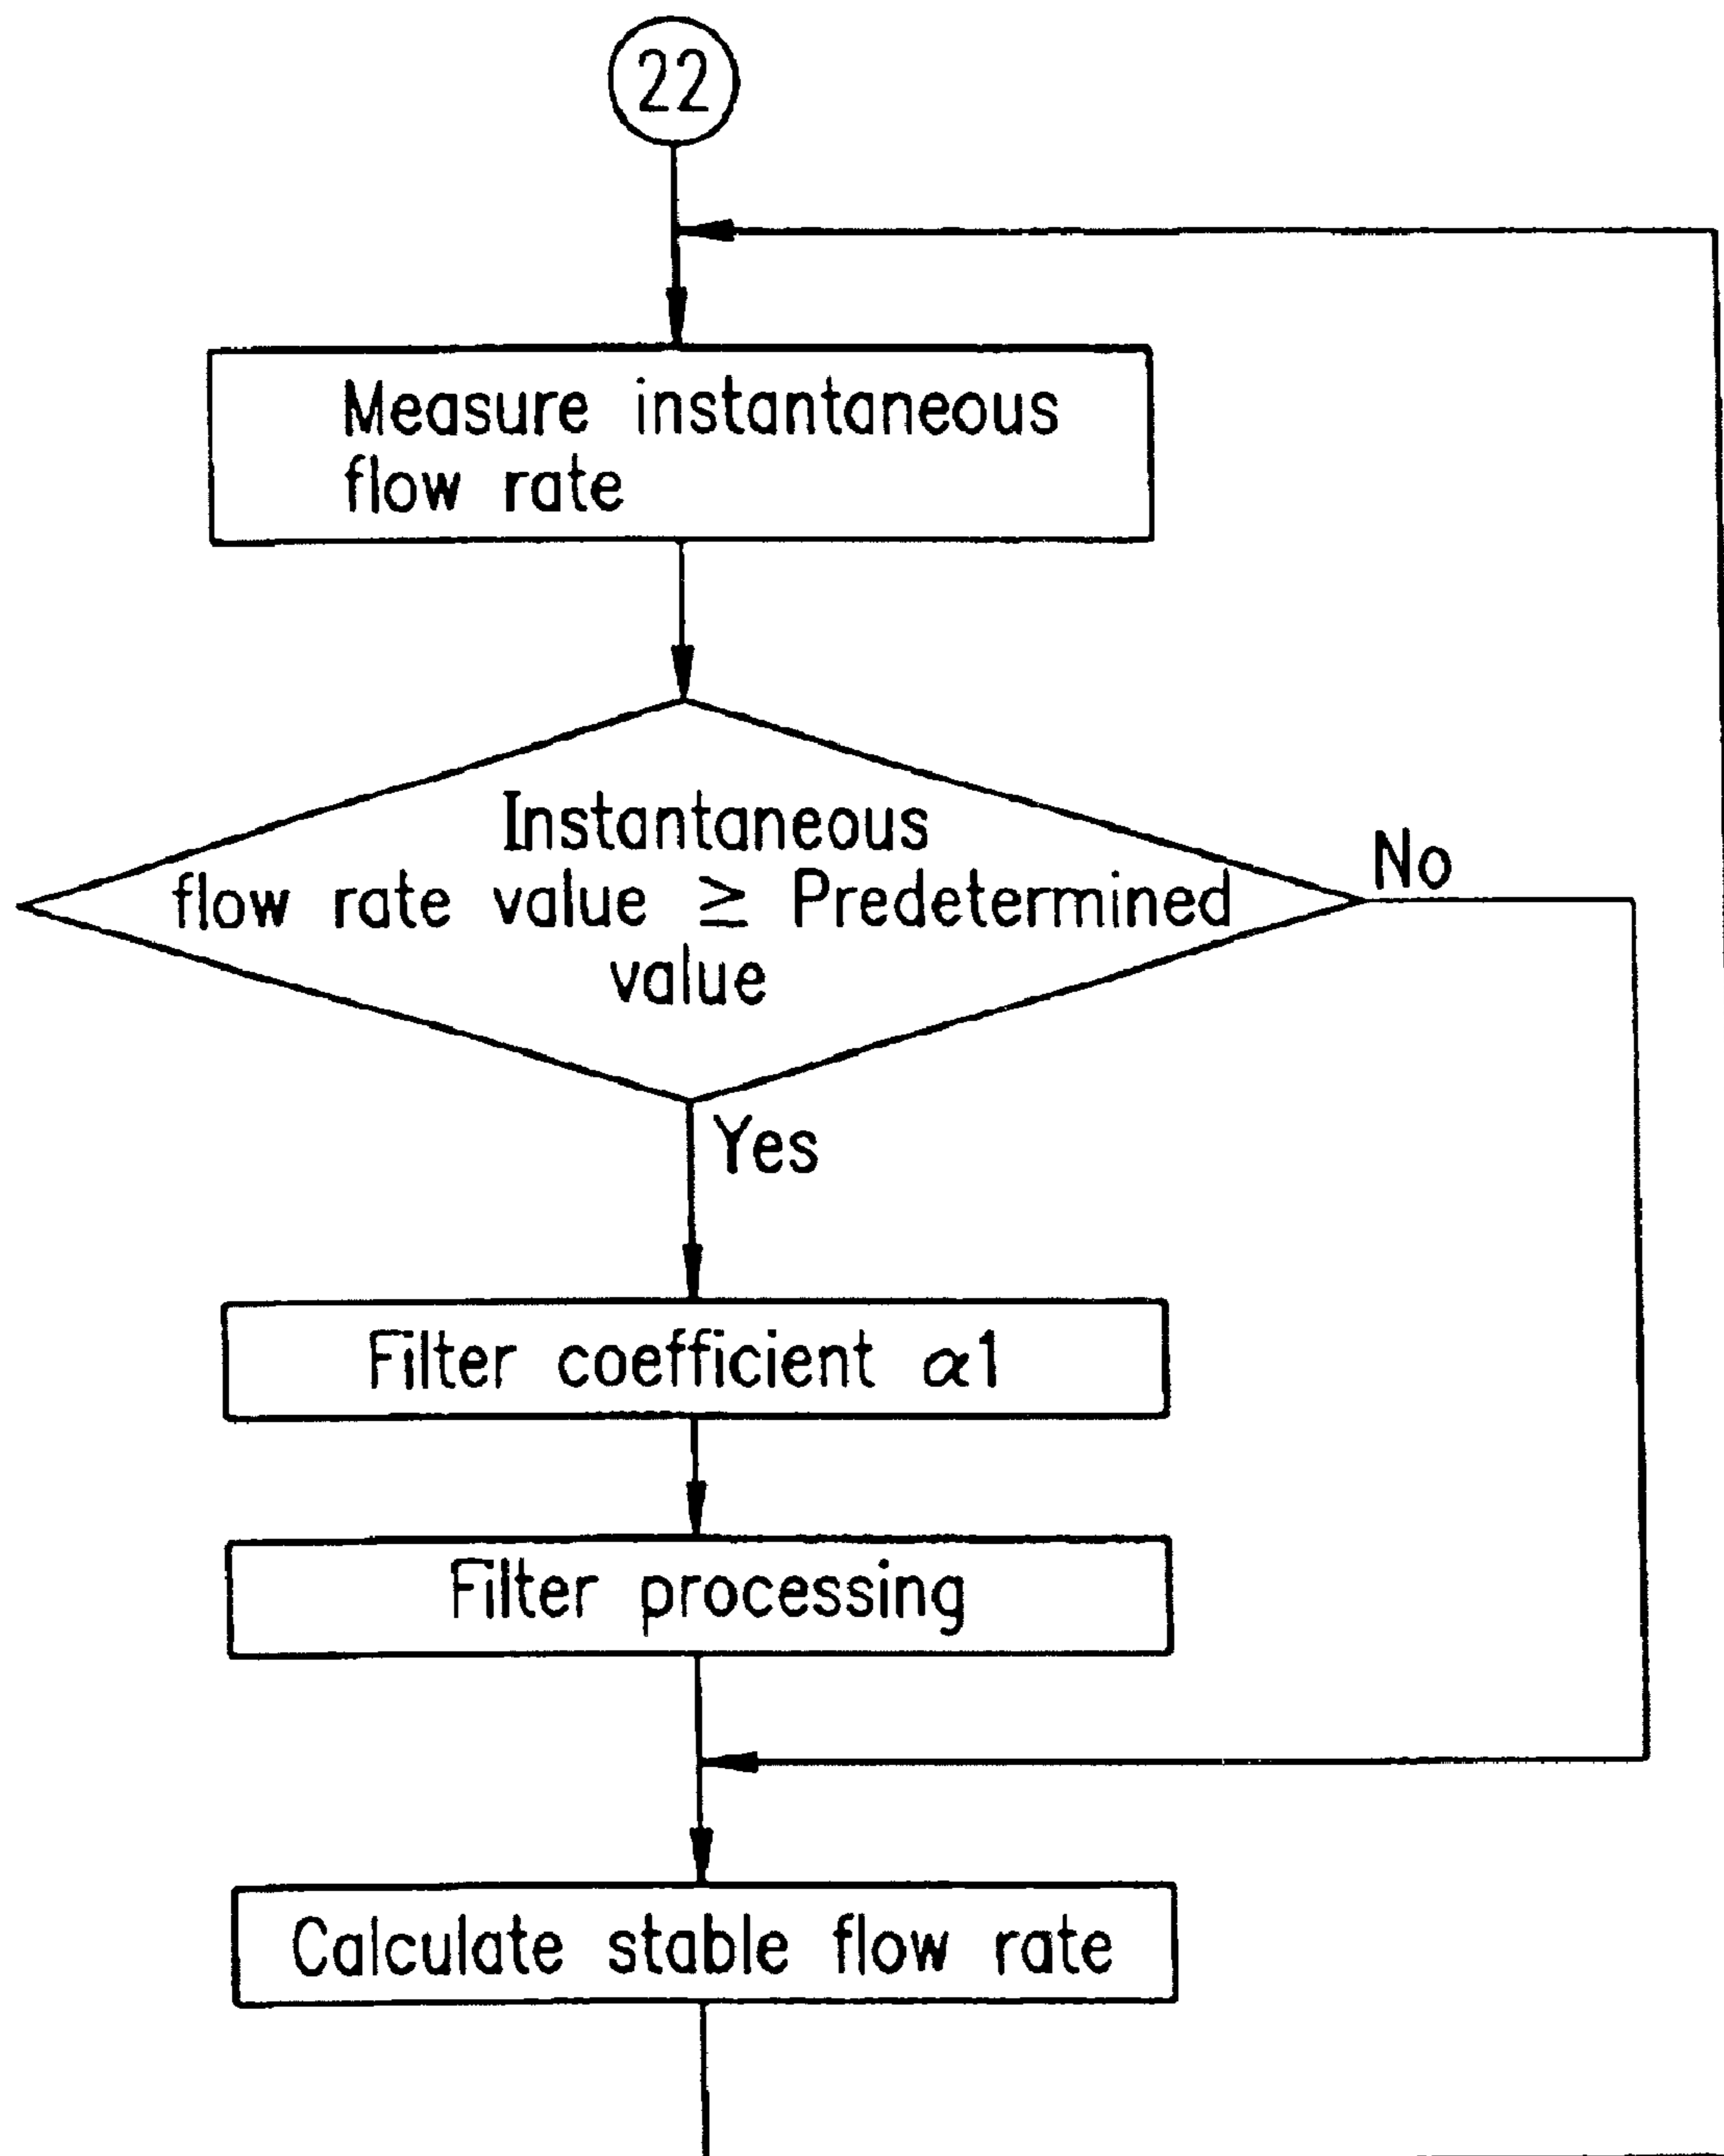 22
Measure instantaneous
flow rate
Instantaneous
flow rate value ≧ Predetermined
value
No
Yes
Filter coefficient α1
Filter processing
Calculate stable flow rate